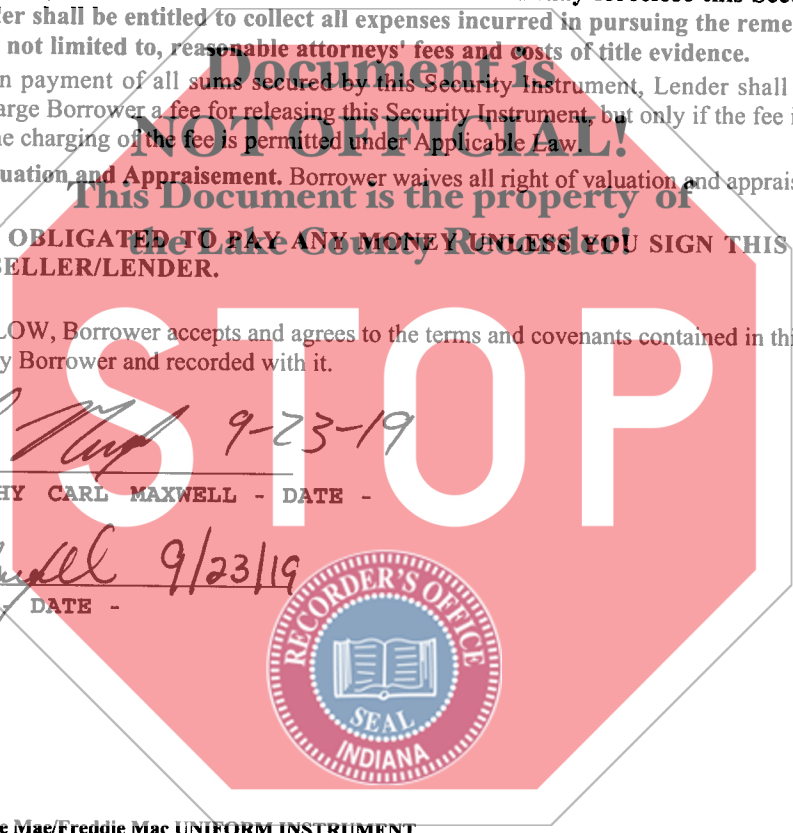 er shall be entitled to collect all expenses incurred in pursuing the reme
not limited to, reasonable attorneys' fees and costs of title evidence.
Document is
n payment of all sums secured by this Security Instrument, Lender shall
arge Borrower a fee for releasing this Security Instrument, but only if the fee i
NOT OFFICIAL!
e charging of the fee is permitted under Applicable Law.
uation and Appraisement. Borrower waives all right of valuation and apprais
This Document is the property of
OBLIGATED TO PAY ANY MONEY UNLESS YOU SIGN THIS
the Lake County Recorder!
SELLER/LENDER.
LOW, Borrower accepts and agrees to the terms and covenants contained in thi
y Borrower and recorded with it.
STOP
9-23-19
HY CARL MAXWELL - DATE -
9/23/19
- DATE -
RECORDER'S OFFICE
SEAL
INDIANA
e Mae/Freddie Mac UNIFORM INSTRUMENT